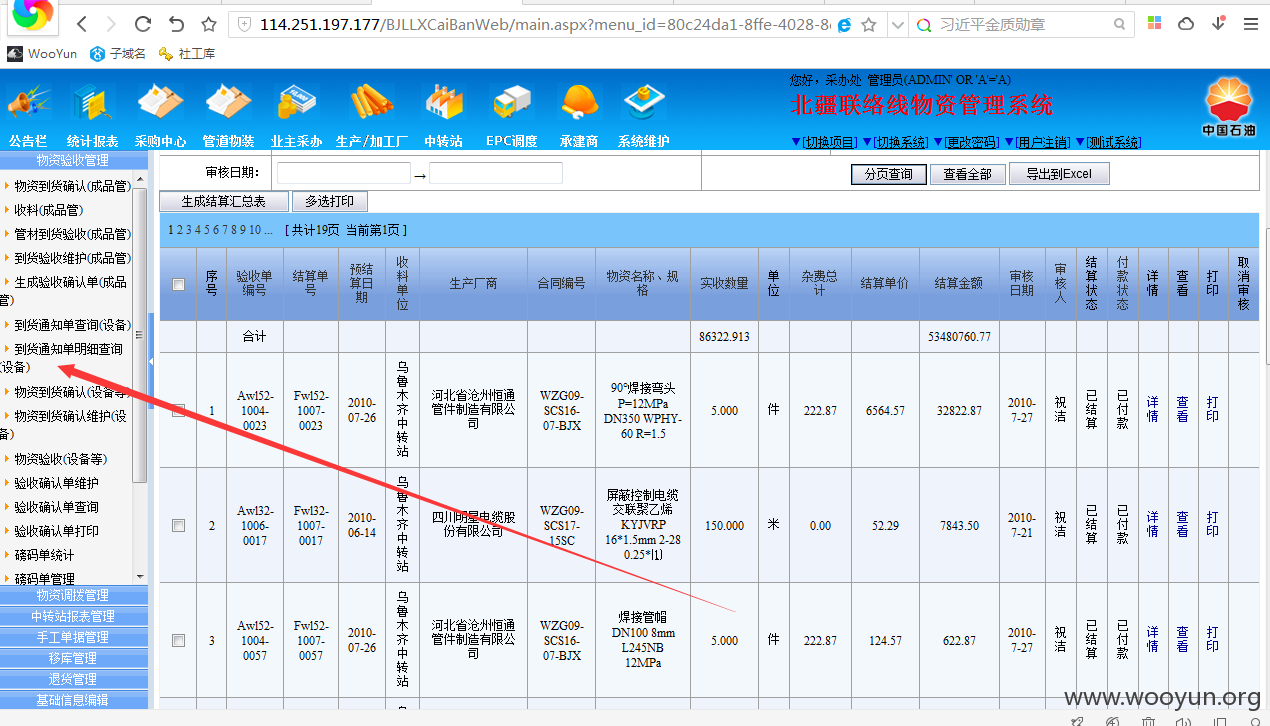 WooYun
114.251.197.177/BJLLXCaiBanWeb/main.aspx?menu_id=80c24da1-8ffe-4028-8
习近平金质勋章
WooYun 子域名 社工库
您好，采办处 管理员(ADMIN' OR 'A'='A)
北疆联络线物资管理系统
▼[切换项目] ▼[切换系统] ▼[更改密码] ▼[用户注销] ▼[测试系统]
中国石油
公告栏 统计报表 采购中心 管道物装 业主采办 生产/加工厂 中转站 EPC调度 承建商 系统维护
物资验收管理
物资到货确认(成品管)
收料(成品管)
管材到货验收(成品管)
到货验收维护(成品管)
生成验收确认单(成品
管)
到货通知单查询(设备)
到货通知单明细查询
(设备)
物资到货确认(设备等)
物资到货确认维护(设
备)
物资验收(设备等)
验收确认单维护
验收确认单查询
验收确认单打印
磅码单统计
磅码单管理
物资调拨管理
中转站报表管理
手工单据管理
移库管理
退货管理
基础信息编辑
审核日期： → 分页查询 查看全部 导出到Excel
生成结算汇总表 多选打印
1 2 3 4 5 6 7 8 9 10 ... [ 共计19页 当前第1页 ]
序号 验收单编号 结算单号 预结算日期 收料单位 生产厂商 合同编号 物资名称、规格 实收数量 单位 杂费总计 结算单价 结算金额 审核日期 审核人 结算状态 付款状态 详情 查看 打印 取消审核
合计 86322.913 53480760.77
1 Awl52-1004-0023 Fwl52-1007-0023 2010-07-26 乌鲁木齐中转站 河北省沧州恒通管件制造有限公司 WZG09-SCS16-07-BJX 90°焊接弯头 P=12MPa DN350 WPHY-60 R=1.5 5.000 件 222.87 6564.57 32822.87 2010-7-27 祝洁 已结算 已付款 详情 查看 打印
2 Awl32-1006-0017 Fwl32-1007-0017 2010-06-14 乌鲁木齐中转站 四川明星电缆股份有限公司 WZG09-SCS17-15SC 屏蔽控制电缆 交联聚乙烯 KYJVRP 16*1.5mm 2-28 0.25*[1] 150.000 米 0.00 52.29 7843.50 2010-7-21 祝洁 已结算 已付款 详情 查看 打印
3 Awl52-1004-0057 Fwl52-1007-0057 2010-07-26 乌鲁木齐中转站 河北省沧州恒通管件制造有限公司 WZG09-SCS16-07-BJX 焊接管帽 DN100 8mm L245NB 12MPa 5.000 件 222.87 124.57 622.87 2010-7-27 祝洁 已结算 已付款 详情 查看 打印
www.wooyun.org